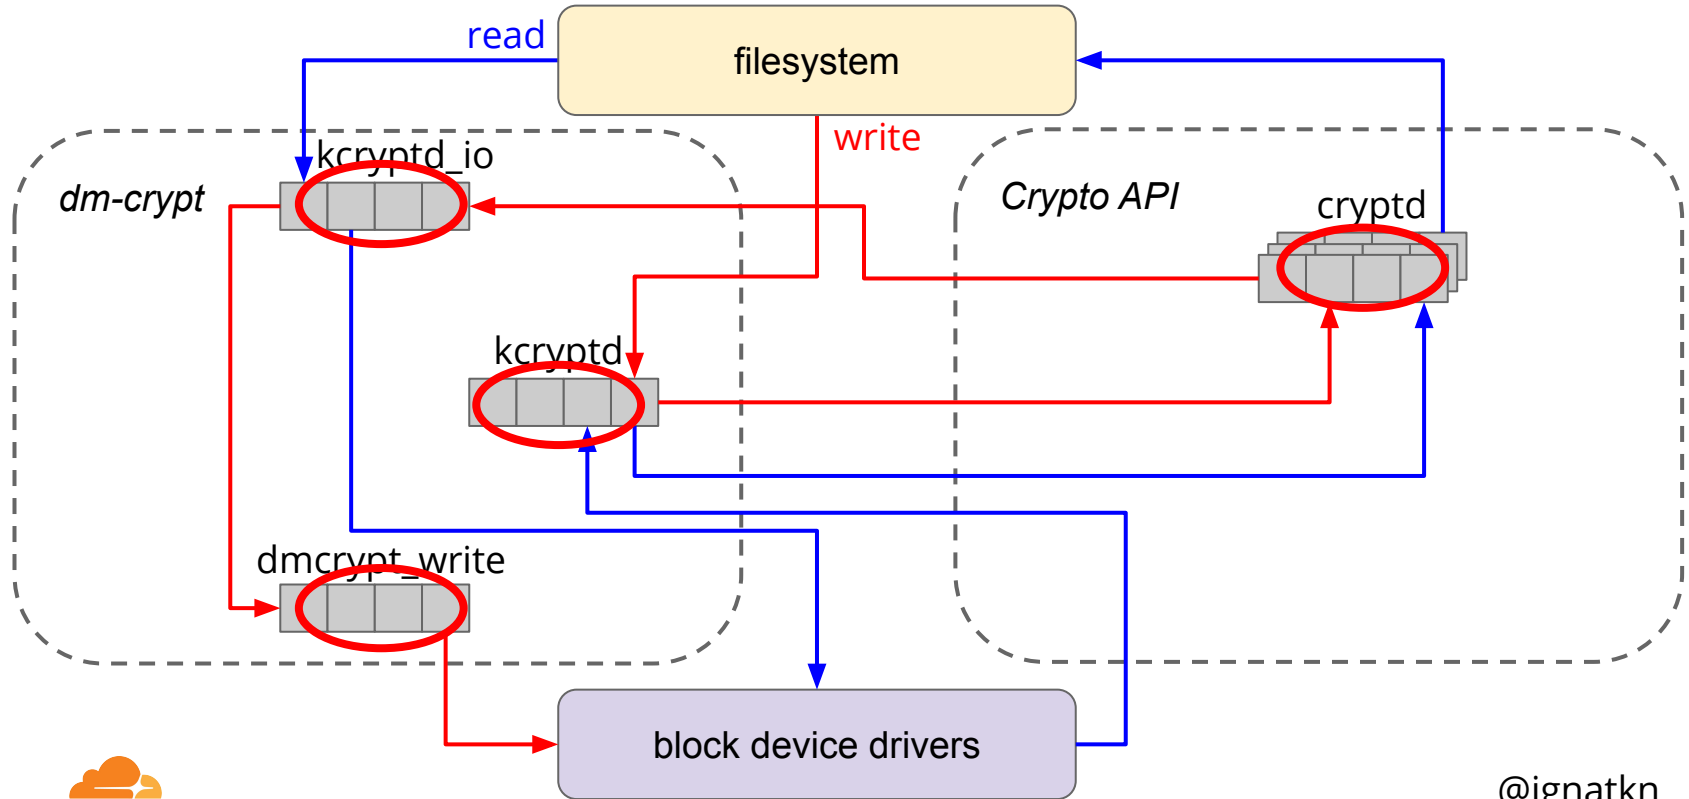 read
filesystem
write
kcryptd_io
dm-crypt
Crypto API
cryptd
kcryptd
dmcrypt_write
block device drivers
@ignatkn